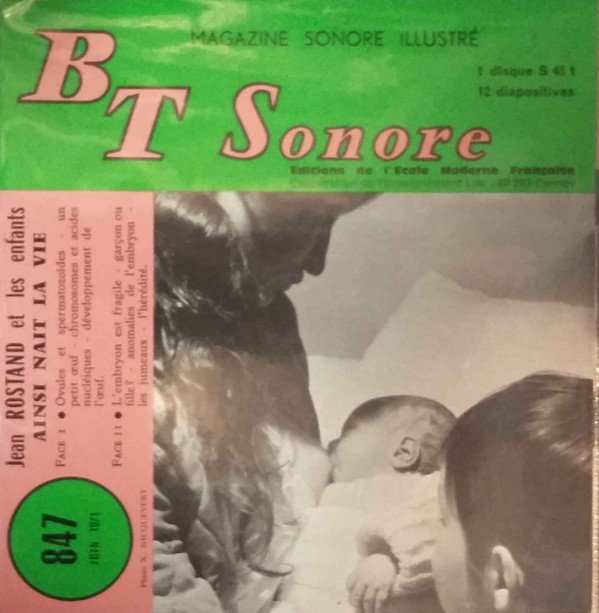 BT Sonore
MAGAZINE SONORE ILLUSTRÉ
1 disque S 45 t
12 diapositives
Editions de l'Ecole Moderne Française
Jean ROSTAND et les enfants
AINSI NAIT LA VIE
FACE I ● Ovules et spermatozoïdes - un
petit œuf - chromosomes et acides
nucléiques - développement de
l'œuf.
FACE II ● L'embryon est fragile - garçon ou
fille ? - anomalies de l'embryon -
les jumeaux - l'hérédité.
847
JUIN 1971
Photo X. NICQUEVERT